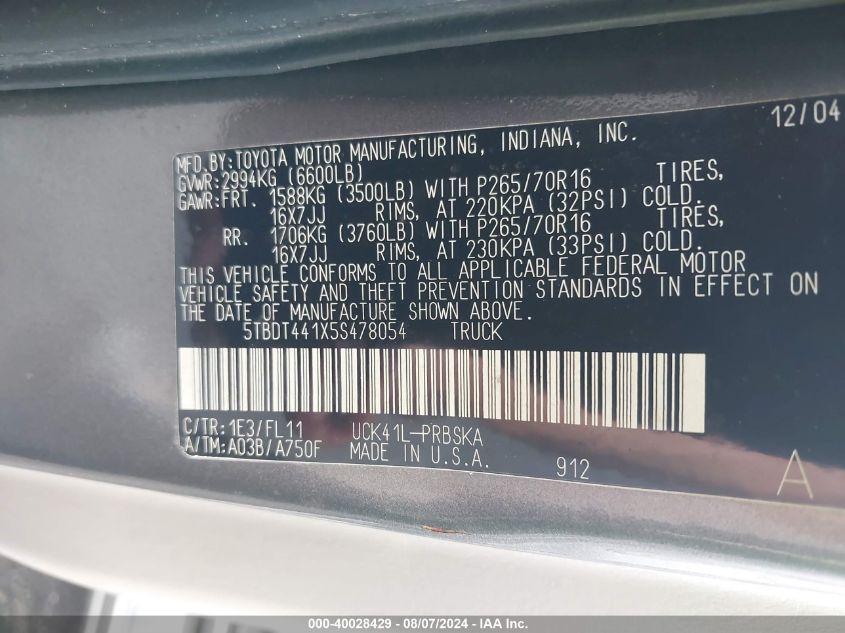 12/04
MFD. BY: TOYOTA MOTOR MANUFACTURING, INDIANA, INC.
GVWR: 2994KG (6600LB)
GAWR: FRT. 1588KG (3500LB) WITH P265/70R16 TIRES,
16X7JJ RIMS, AT 220KPA (32PSI) COLD.
RR. 1706KG (3760LB) WITH P265/70R16 TIRES,
16X7JJ RIMS, AT 230KPA (33PSI) COLD.
THIS VEHICLE CONFORMS TO ALL APPLICABLE FEDERAL MOTOR
VEHICLE SAFETY AND THEFT PREVENTION STANDARDS IN EFFECT ON
THE DATE OF MANUFACTURE SHOWN ABOVE.
5TBDT441X5S478054 TRUCK
C/TR: 1E3/FL11 UCK41L-PRBSKA
A/TM: A03B/A750F MADE IN U.S.A.
912 A
000-40028429 - 08/07/2024 - IAA Inc.